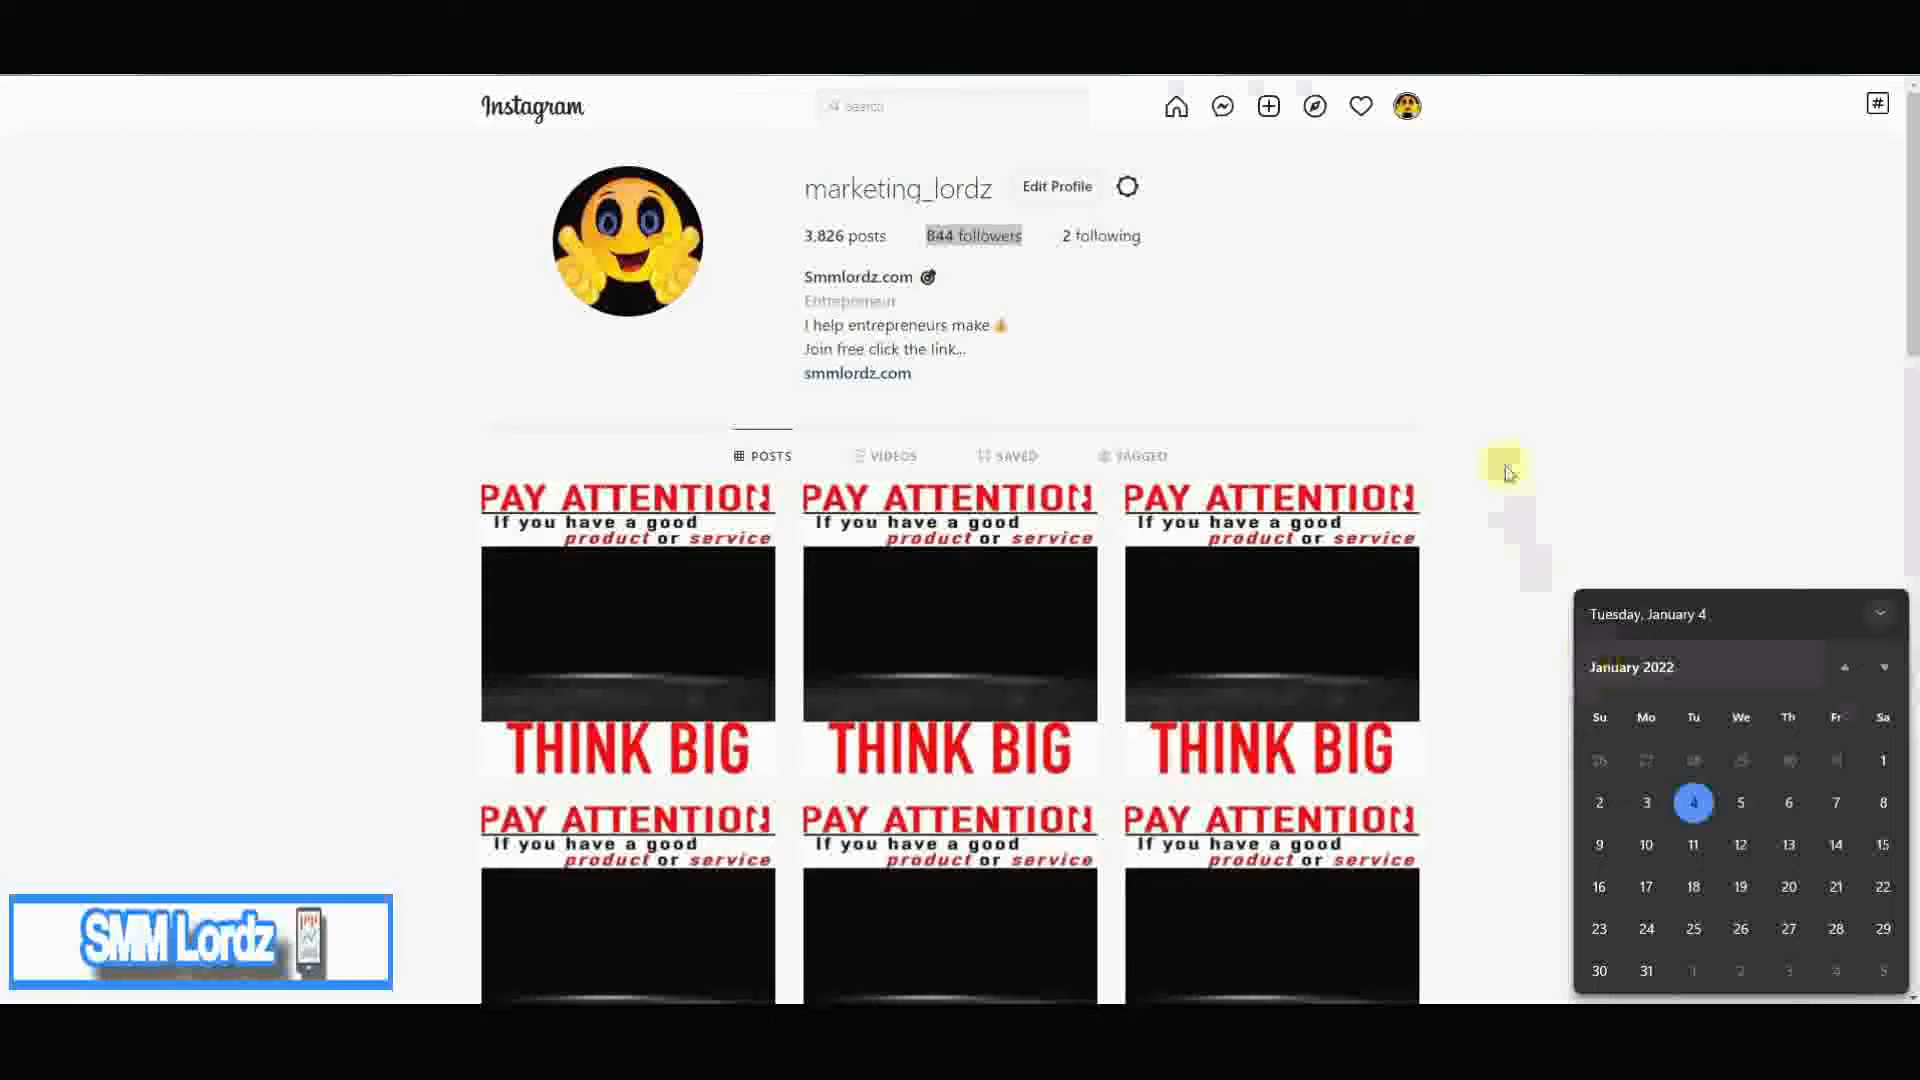 Instagram
Search
#
marketing_lordz
Edit Profile
3,826 posts 844 followers 2 following
Smmlordz.com
Entrepreneur
I help entrepreneurs make
Join free click the link...
smmlordz.com
POSTS VIDEOS SAVED TAGGED
PAY ATTENTION PAY ATTENTION PAY ATTENTION
If you have a good If you have a good If you have a good
product or service product or service product or service
THINK BIG THINK BIG THINK BIG
PAY ATTENTION PAY ATTENTION PAY ATTENTION
If you have a good If you have a good If you have a good
product or service product or service product or service
SMM Lordz
Tuesday, January 4
January 2022
Su Mo Tu We Th Fr Sa
26 27 28 29 30 31 1
2 3 4 5 6 7 8
9 10 11 12 13 14 15
16 17 18 19 20 21 22
23 24 25 26 27 28 29
30 31 1 2 3 4 5